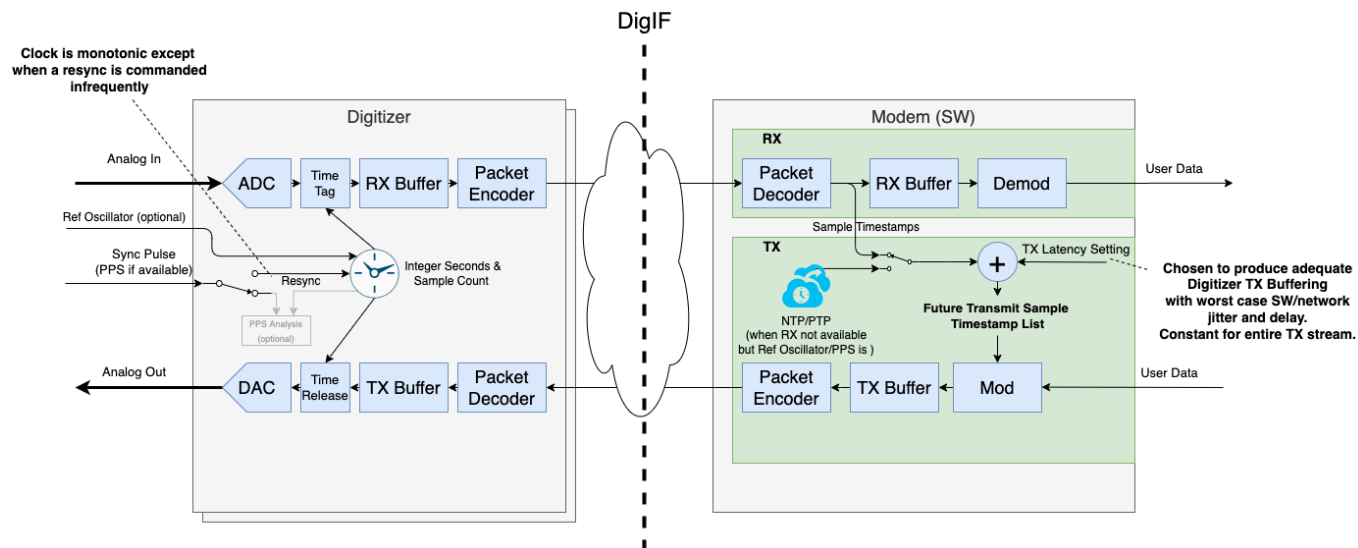 DigIF
Clock is monotonic except
when a resync is commanded
infrequently
Digitizer
Modem (SW)
RX
Analog In
ADC
Time
Tag
RX Buffer
Packet
Encoder
Packet
Decoder
RX Buffer
Demod
User Data
Ref Oscillator (optional)
Sample Timestamps
Sync Pulse
(PPS if available)
Resync
Integer Seconds &
Sample Count
TX
TX Latency Setting
+
Chosen to produce adequate
Digitizer TX Buffering
with worst case SW/network
jitter and delay.
Constant for entire TX stream.
PPS Analysis
(optional)
NTP/PTP
(when RX not available
but Ref Oscillator/PPS is )
Future Transmit Sample
Timestamp List
Analog Out
DAC
Time
Release
TX Buffer
Packet
Decoder
Packet
Encoder
TX Buffer
Mod
User Data